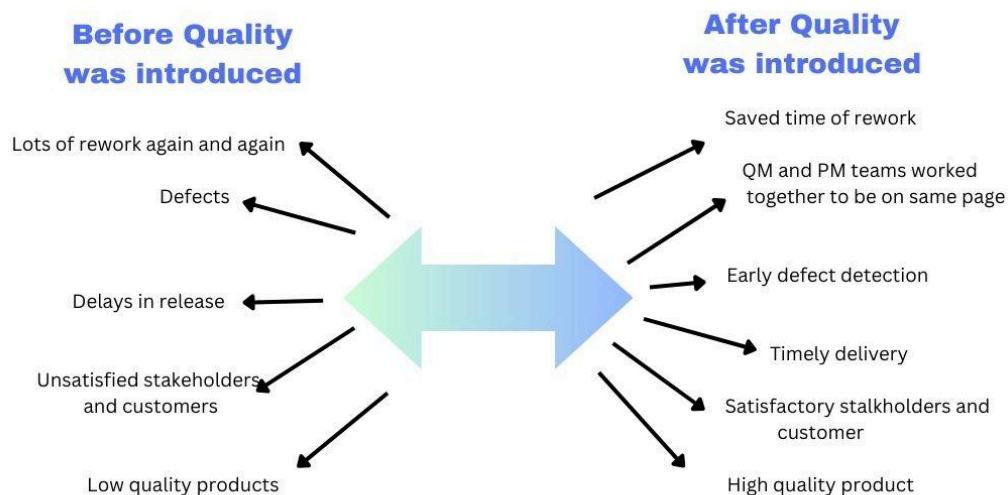 Before Quality
was introduced
Lots of rework again and again
Defects
Delays in release
Unsatisfied stakeholders
and customers
Low quality products
After Quality
was introduced
Saved time of rework
QM and PM teams worked
together to be on same page
Early defect detection
Timely delivery
Satisfactory stalkholders and
customer
High quality product